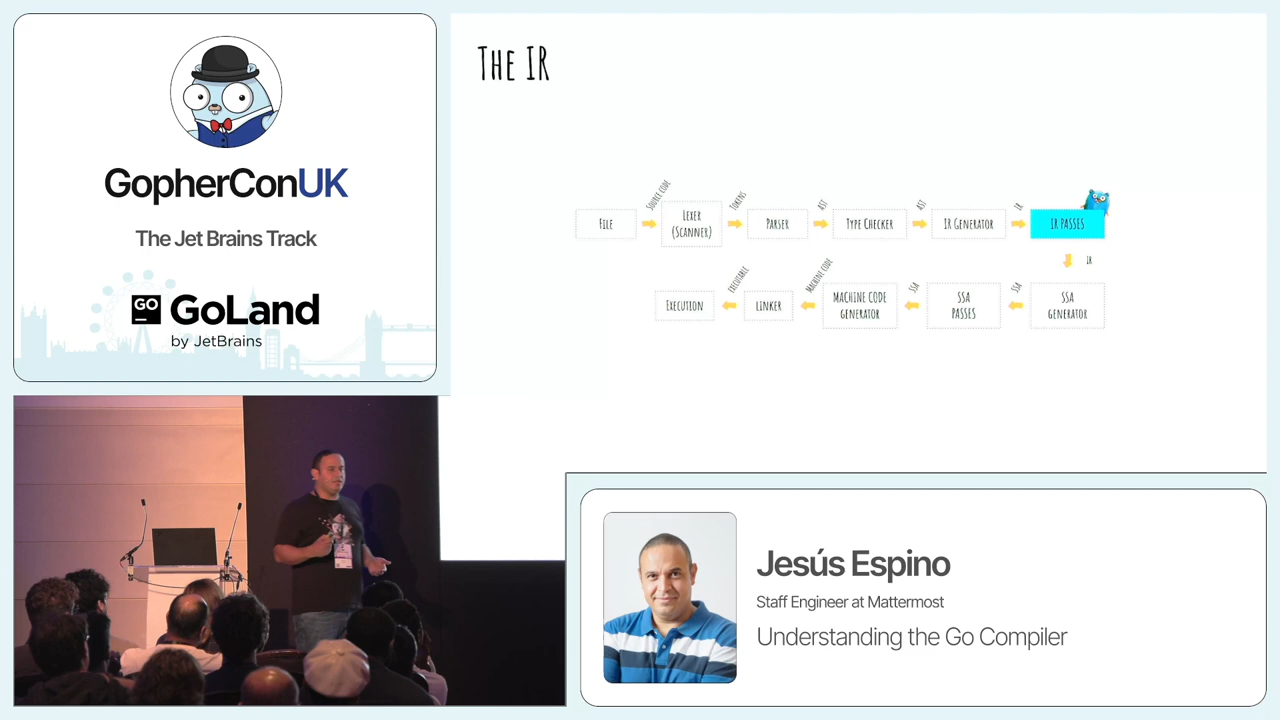 GopherConUK
The Jet Brains Track
GO GoLand
by JetBrains
The IR
SOURCE CODE
TOKENS
AST
AST
IR
FILE
LEXER
(SCANNER)
PARSER
TYPE CHECKER
IR GENERATOR
IR PASSES
IR
EXECUTABLE
MACHINE CODE
SSA
SSA
EXECUTION
LINKER
MACHINE CODE
GENERATOR
SSA
PASSES
SSA
GENERATOR
Jesús Espino
Staff Engineer at Mattermost
Understanding the Go Compiler